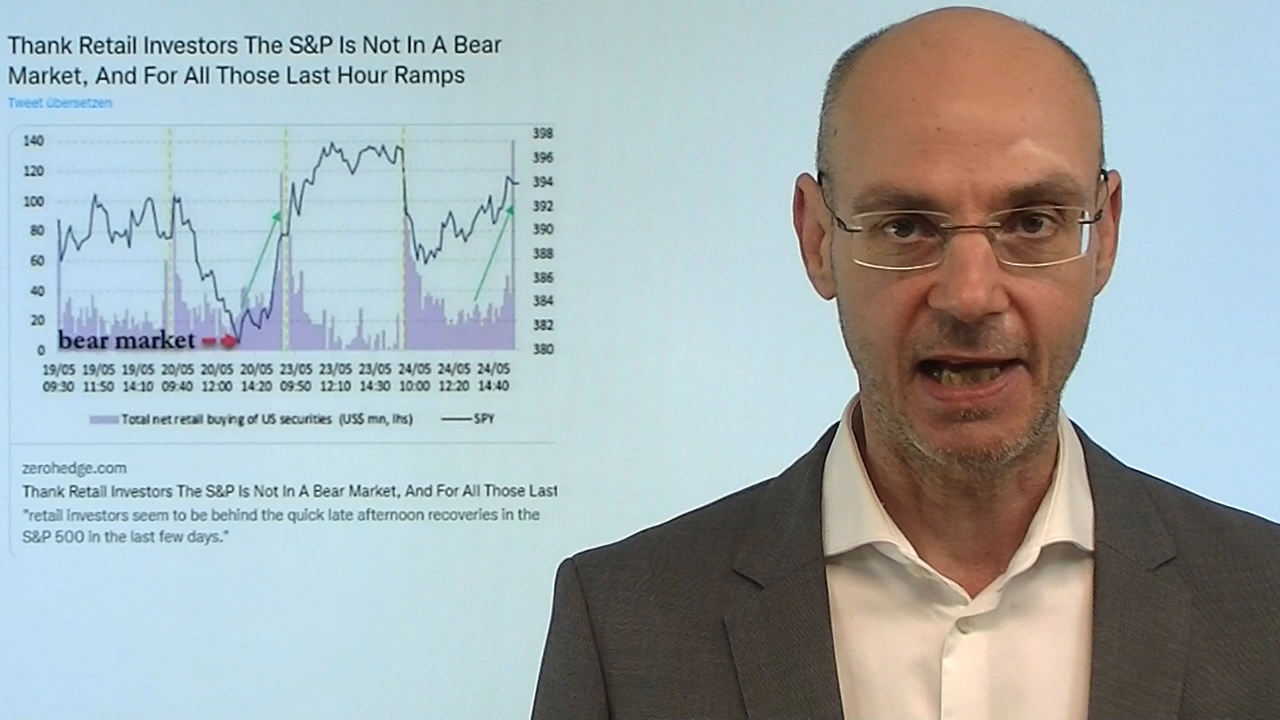 Thank Retail Investors The S&P Is Not In A Bear
Market, And For All Those Last Hour Ramps
Tweet übersetzen
140
120
100
80
60
40
20
0
398
396
394
392
390
388
386
384
382
380
bear market
19/05 19/05 19/05 20/05 20/05 20/05 23/05 23/05 23/05 24/05 24/05 24/05
09:30 11:50 14:10 09:40 12:00 14:20 09:50 12:10 14:30 10:00 12:20 14:40
Total net retail buying of US securities (US$ mn, lhs) SPY
zerohedge.com
Thank Retail Investors The S&P Is Not In A Bear Market, And For All Those Last
"retail investors seem to be behind the quick late afternoon recoveries in the
S&P 500 in the last few days."